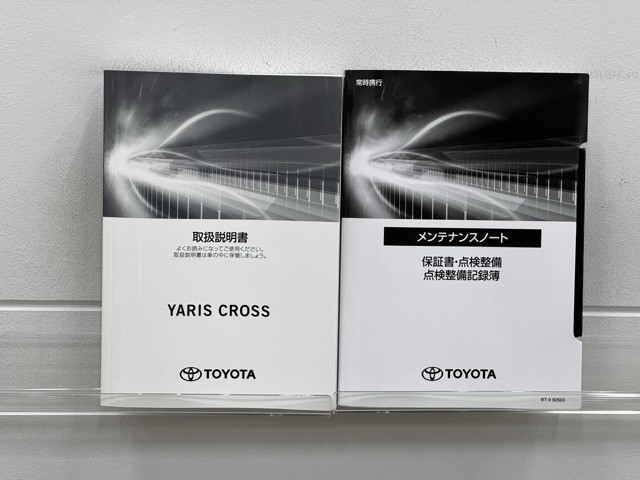 取扱説明書
よくお読みになってご使用ください。
取扱説明書は車の中に保管しましょう。
YARIS CROSS
TOYOTA
常時携行
メンテナンスノート
保証書・点検整備
点検整備記録簿
TOYOTA